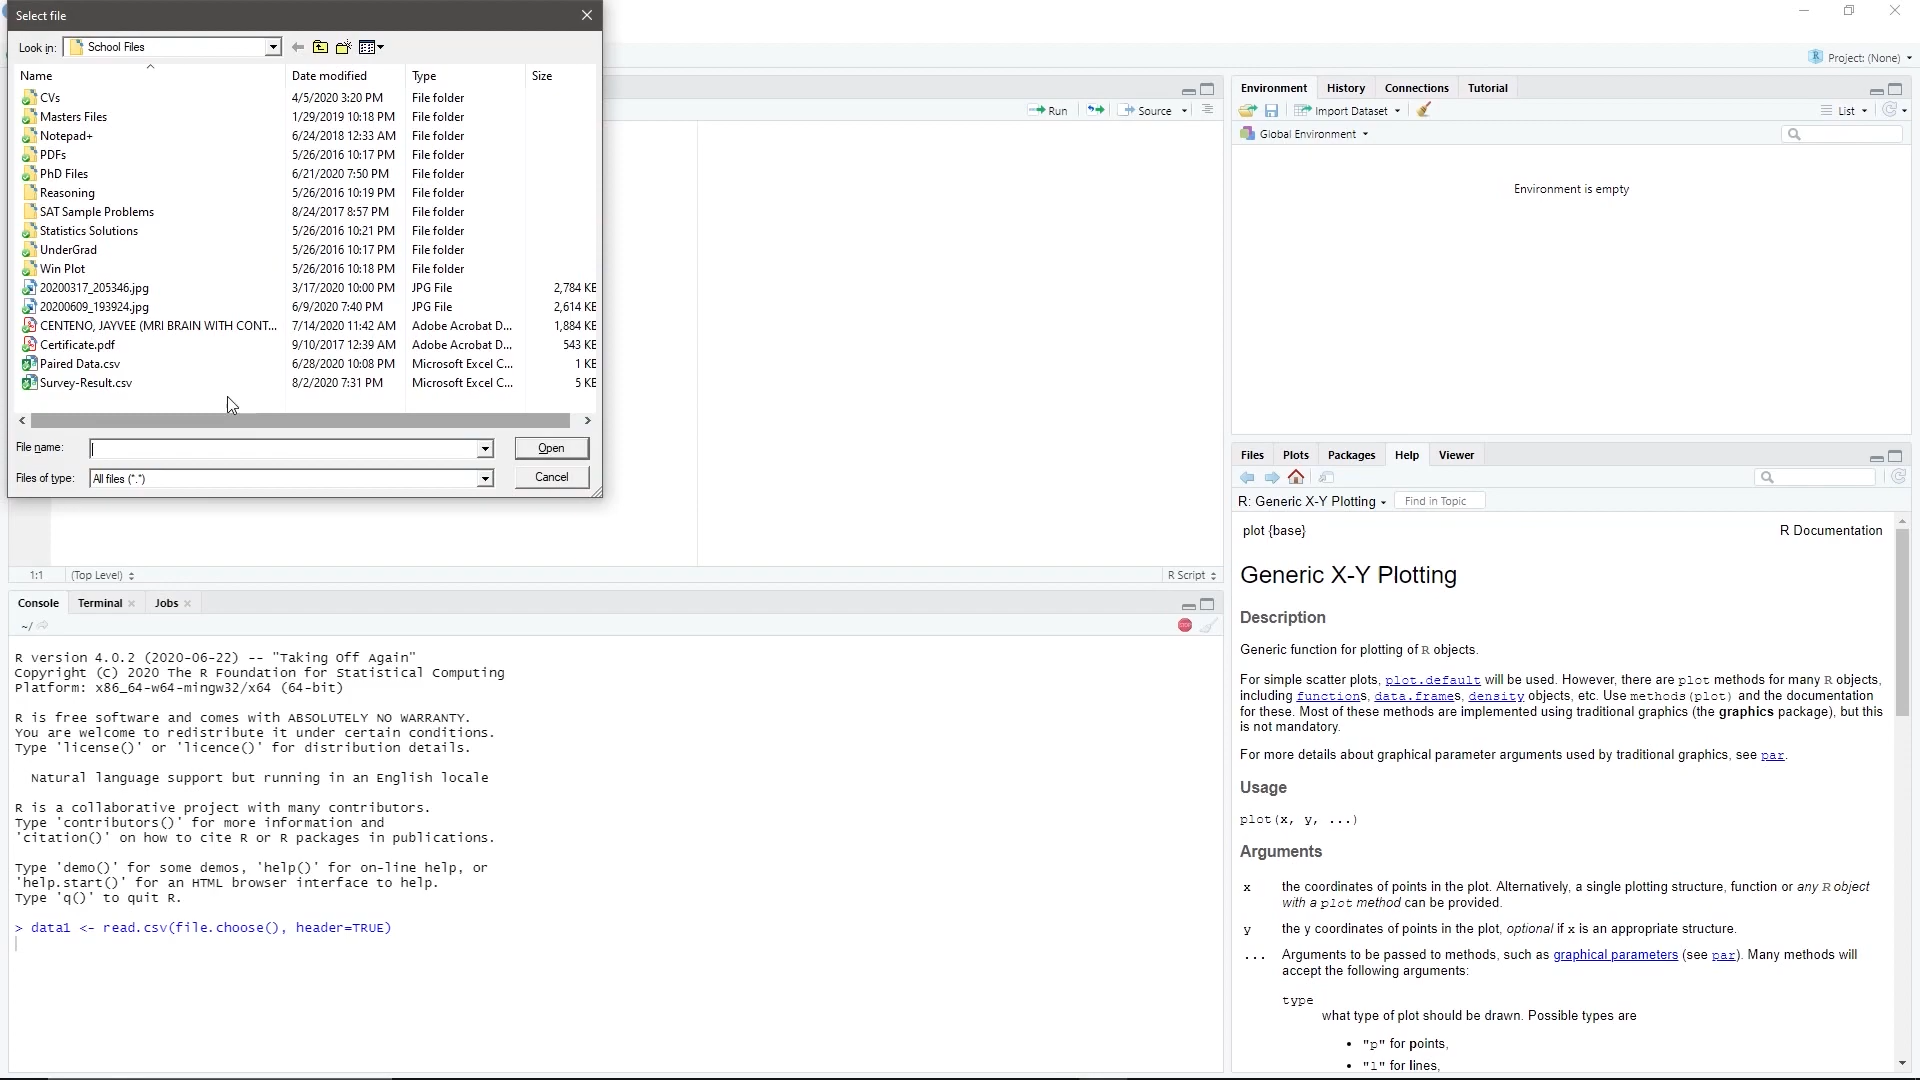 Select file
Look in: School Files
Name Date modified Type Size
CVs 4/5/2020 3:20 PM File folder
Masters Files 1/29/2019 10:18 PM File folder
Notepad+ 6/24/2018 12:33 AM File folder
PDFs 5/26/2016 10:17 PM File folder
PhD Files 6/21/2020 7:50 PM File folder
Reasoning 5/26/2016 10:19 PM File folder
SAT Sample Problems 8/24/2017 8:57 PM File folder
Statistics Solutions 5/26/2016 10:21 PM File folder
UnderGrad 5/26/2016 10:17 PM File folder
Win Plot 5/26/2016 10:18 PM File folder
20200317_205346.jpg 3/17/2020 10:00 PM JPG File 2,784 KB
20200609_193924.jpg 6/9/2020 7:40 PM JPG File 2,614 KB
CENTENO, JAYVEE (MRI BRAIN WITH CONT... 7/14/2020 11:42 AM Adobe Acrobat D... 1,884 KB
Certificate.pdf 9/10/2017 12:39 AM Adobe Acrobat D... 543 KB
Paired Data.csv 6/28/2020 10:08 PM Microsoft Excel C... 1 KB
Survey-Result.csv 8/2/2020 7:31 PM Microsoft Excel C... 5 KB
File name: Open
Files of type: All files (*.*) Cancel
Run Source
1:1 (Top Level) R Script
Console Terminal Jobs
~/
R version 4.0.2 (2020-06-22) -- "Taking Off Again"
Copyright (C) 2020 The R Foundation for Statistical Computing
Platform: x86_64-w64-mingw32/x64 (64-bit)
R is free software and comes with ABSOLUTELY NO WARRANTY.
You are welcome to redistribute it under certain conditions.
Type 'license()' or 'licence()' for distribution details.
Natural language support but running in an English locale
R is a collaborative project with many contributors.
Type 'contributors()' for more information and
'citation()' on how to cite R or R packages in publications.
Type 'demo()' for some demos, 'help()' for on-line help, or
'help.start()' for an HTML browser interface to help.
Type 'q()' to quit R.
> data1 <- read.csv(file.choose(), header=TRUE)
Project: (None)
Environment History Connections Tutorial
Import Dataset List
Global Environment
Environment is empty
Files Plots Packages Help Viewer
R: Generic X-Y Plotting Find in Topic
plot {base} R Documentation
Generic X-Y Plotting
Description
Generic function for plotting of R objects.
For simple scatter plots, plot.default will be used. However, there are plot methods for many R objects,
including functions, data.frames, density objects, etc. Use methods(plot) and the documentation
for these. Most of these methods are implemented using traditional graphics (the graphics package), but this
is not mandatory.
For more details about graphical parameter arguments used by traditional graphics, see par.
Usage
plot(x, y, ...)
Arguments
x the coordinates of points in the plot. Alternatively, a single plotting structure, function or any R object
with a plot method can be provided.
y the y coordinates of points in the plot, optional if x is an appropriate structure.
... Arguments to be passed to methods, such as graphical parameters (see par). Many methods will
accept the following arguments:
type
what type of plot should be drawn. Possible types are
• "p" for points,
• "l" for lines,